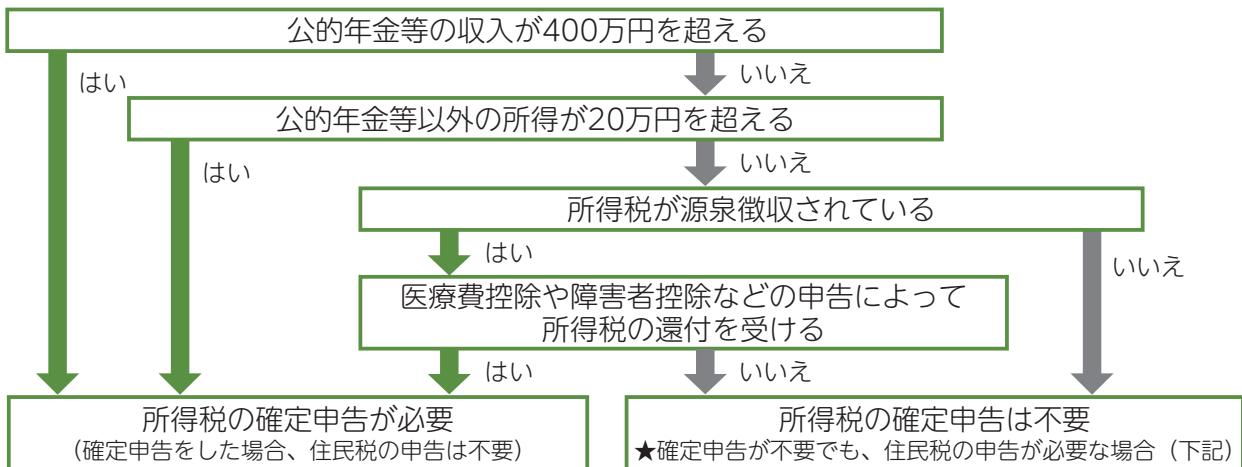 公的年金等の収入が400万円を超える
はい
いいえ
公的年金等以外の所得が20万円を超える
はい
いいえ
所得税が源泉徴収されている
はい
いいえ
医療費控除や障害者控除などの申告によって
所得税の還付を受ける
はい
いいえ
所得税の確定申告が必要
（確定申告をした場合、住民税の申告は不要）
所得税の確定申告は不要
★確定申告が不要でも、住民税の申告が必要な場合（下記）